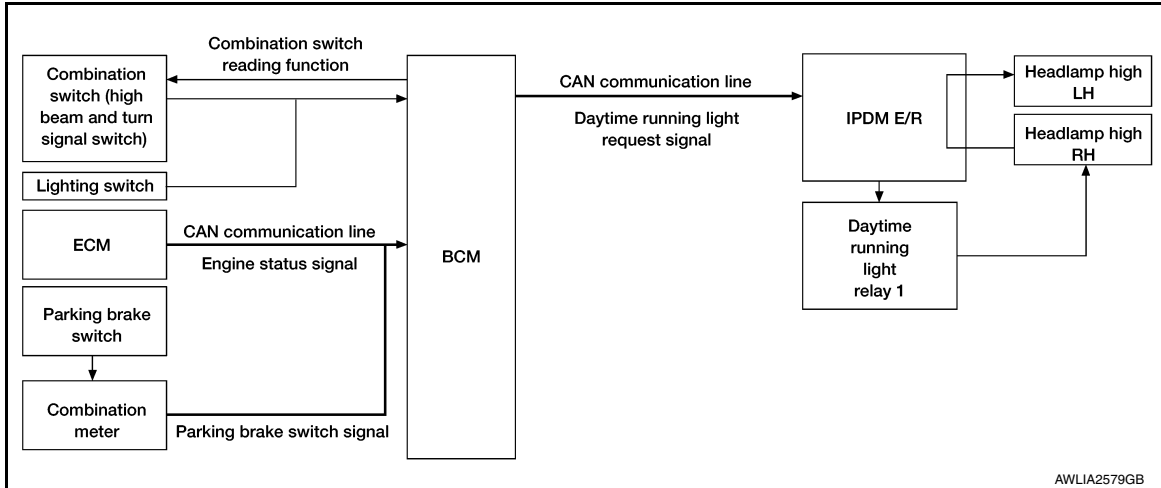 Combination switch
reading function
Combination
switch (high
beam and turn
signal switch)
Lighting switch
ECM
CAN communication line
Engine status signal
Parking brake
switch
Combination
meter
Parking brake switch signal
BCM
CAN communication line
Daytime running light
request signal
IPDM E/R
Headlamp high
LH
Headlamp high
RH
Daytime
running
light
relay 1
AWLIA2579GB